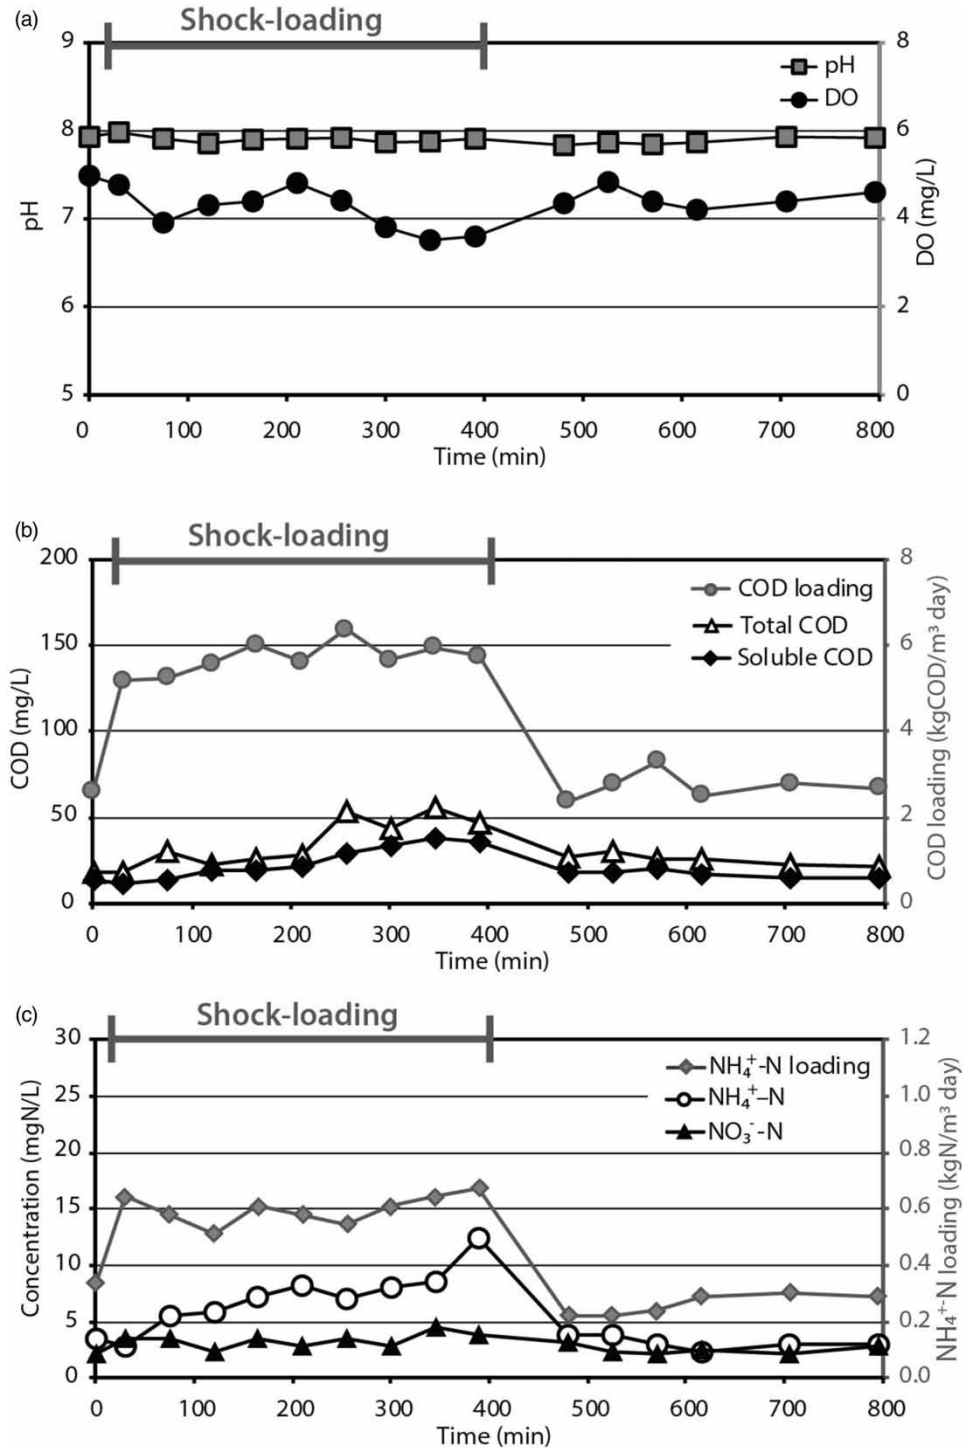 (a)
Shock-loading
9
8
7
6
5
pH
8
6
4
2
0
DO (mg/L)
pH
DO
0 100 200 300 400 500 600 700 800
Time (min)
(b)
Shock-loading
200
150
100
50
0
COD (mg/L)
8
6
4
2
0
COD loading (kgCOD/m³ day)
COD loading
Total COD
Soluble COD
0 100 200 300 400 500 600 700 800
Time (min)
(c)
Shock-loading
30
25
20
15
10
5
0
Concentration (mgN/L)
1.2
1.0
0.8
0.6
0.4
0.2
0.0
NH₄⁺-N loading (kgN/m³ day)
NH₄⁺-N loading
NH₄⁺–N
NO₃⁻-N
0 100 200 300 400 500 600 700 800
Time (min)